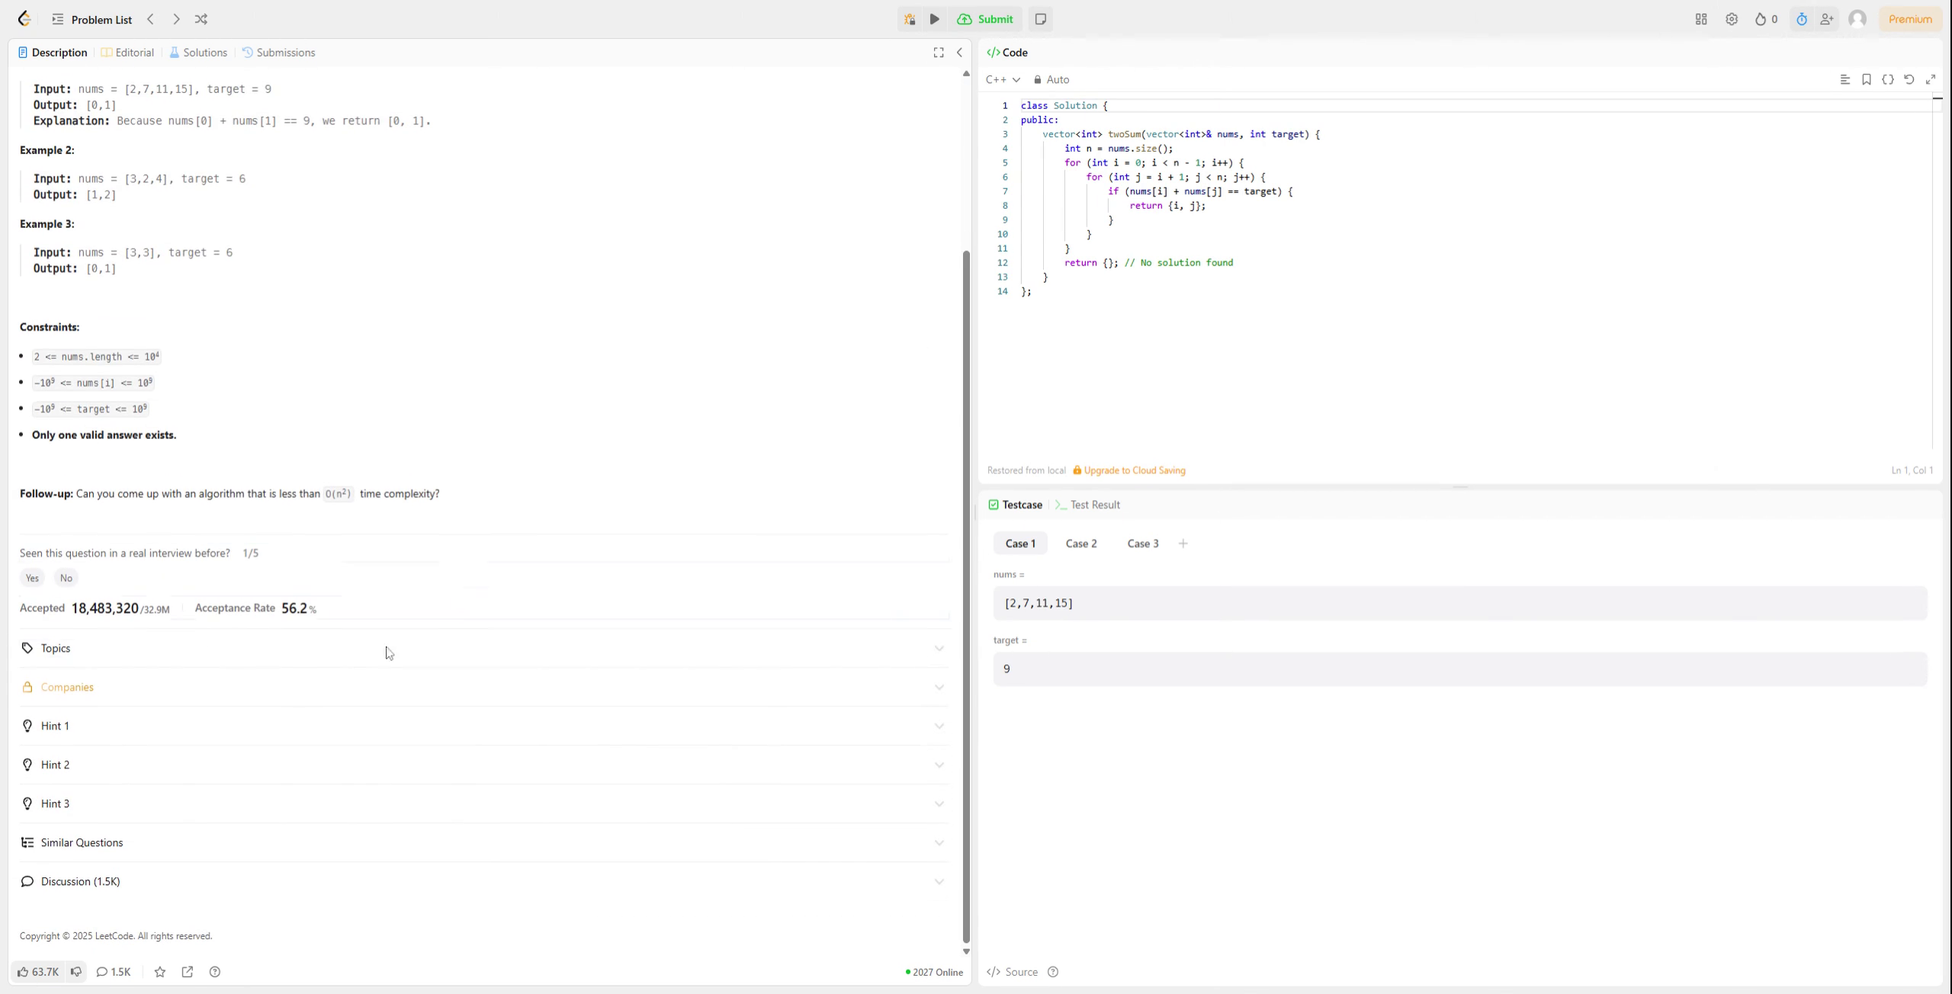 Problem List
Submit
0
Premium
Description
Editorial
Solutions
Submissions
Input: nums = [2,7,11,15], target = 9
Output: [0,1]
Explanation: Because nums[0] + nums[1] == 9, we return [0, 1].
Example 2:
Input: nums = [3,2,4], target = 6
Output: [1,2]
Example 3:
Input: nums = [3,3], target = 6
Output: [0,1]
Constraints:
• 2 <= nums.length <= 10⁴
• -10⁹ <= nums[i] <= 10⁹
• -10⁹ <= target <= 10⁹
• Only one valid answer exists.
Follow-up: Can you come up with an algorithm that is less than O(n²) time complexity?
Seen this question in a real interview before? 1/5
Yes No
Accepted 18,483,320/32.9M Acceptance Rate 56.2%
Topics
Companies
Hint 1
Hint 2
Hint 3
Similar Questions
Discussion (1.5K)
Copyright © 2025 LeetCode. All rights reserved.
63.7K 1.5K 2027 Online
</> Code
C++ Auto
1 class Solution {
2 public:
3     vector<int> twoSum(vector<int>& nums, int target) {
4         int n = nums.size();
5         for (int i = 0; i < n - 1; i++) {
6             for (int j = i + 1; j < n; j++) {
7                 if (nums[i] + nums[j] == target) {
8                     return {i, j};
9                 }
10             }
11         }
12         return {}; // No solution found
13     }
14 };
Restored from local Upgrade to Cloud Saving Ln 1, Col 1
Testcase >_ Test Result
Case 1 Case 2 Case 3 +
nums =
[2,7,11,15]
target =
9
</> Source